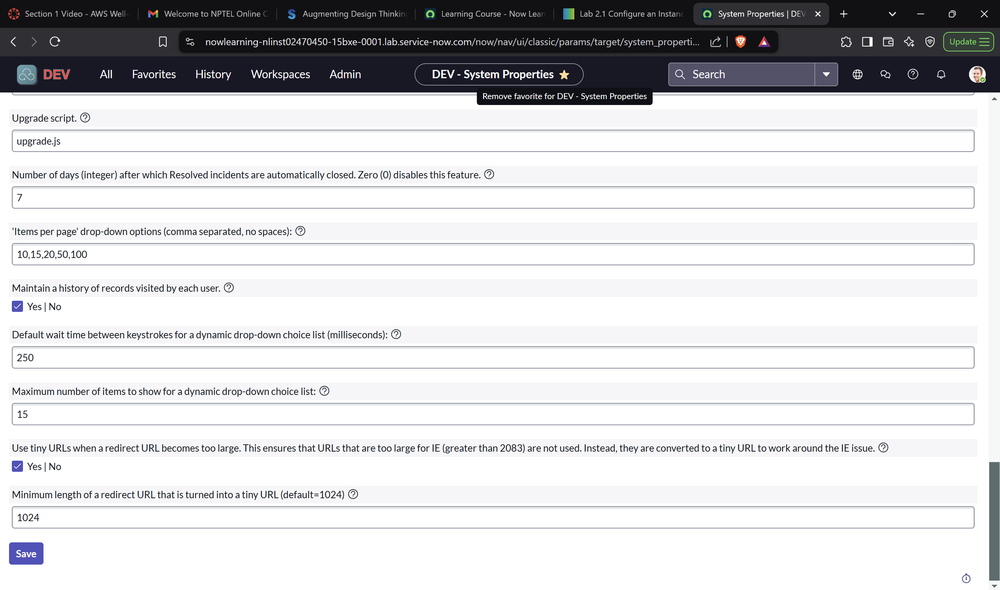 Section 1 Video - AWS Well-
Welcome to NPTEL Online C
Augmenting Design Thinking
Learning Course - Now Lear
Lab 2.1 Configure an Instanc
System Properties | DEV
nowlearning-nlinst02470450-15bxe-0001.lab.service-now.com/now/nav/ui/classic/params/target/system_properti...
Update
DEV
All
Favorites
History
Workspaces
Admin
DEV - System Properties
Search
Remove favorite for DEV - System Properties
Upgrade script.
upgrade.js
Number of days (integer) after which Resolved incidents are automatically closed. Zero (0) disables this feature.
7
'Items per page' drop-down options (comma separated, no spaces):
10,15,20,50,100
Maintain a history of records visited by each user.
Yes | No
Default wait time between keystrokes for a dynamic drop-down choice list (milliseconds):
250
Maximum number of items to show for a dynamic drop-down choice list:
15
Use tiny URLs when a redirect URL becomes too large. This ensures that URLs that are too large for IE (greater than 2083) are not used. Instead, they are converted to a tiny URL to work around the IE issue.
Yes | No
Minimum length of a redirect URL that is turned into a tiny URL (default=1024)
1024
Save